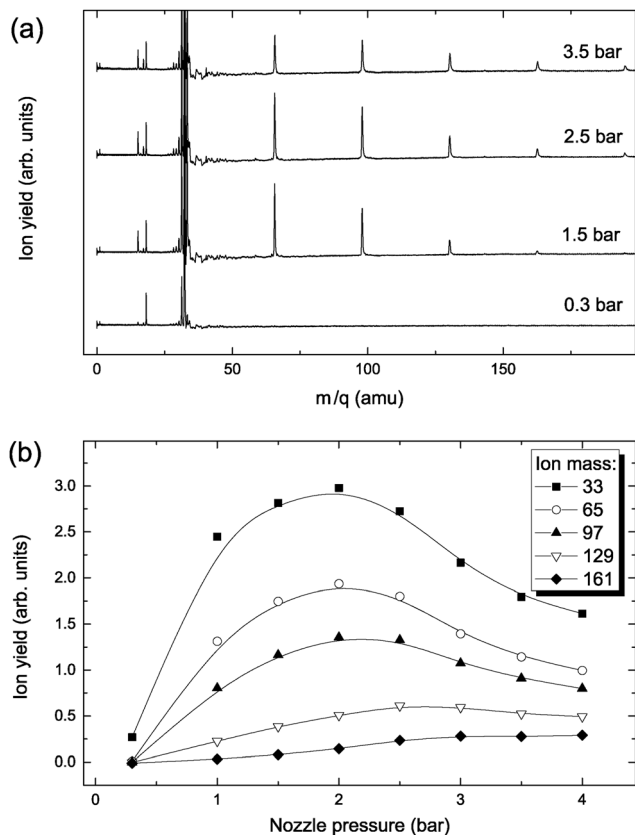 (a)
3.5 bar
2.5 bar
1.5 bar
0.3 bar
Ion yield (arb. units)
0 50 100 150
m/q (amu)
(b)
Ion mass:
33
65
97
129
161
3.0
2.5
2.0
1.5
1.0
0.5
0.0
Ion yield (arb. units)
0 1 2 3 4
Nozzle pressure (bar)